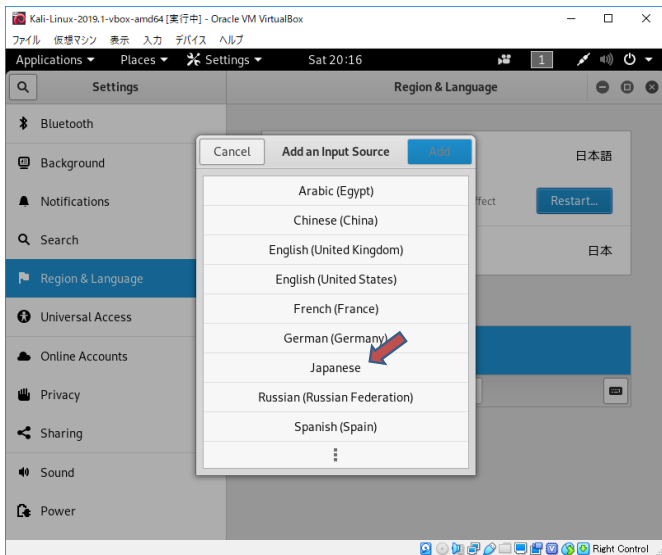 Kali-Linux-2019.1-vbox-amd64 [実行中] - Oracle VM VirtualBox
ファイル 仮想マシン 表示 入力 デバイス ヘルプ
Applications Places Settings Sat 20:16 1
Settings Region & Language
Bluetooth
Background
Notifications
Search
Region & Language
Universal Access
Online Accounts
Privacy
Sharing
Sound
Power
Cancel Add an Input Source Add
日本語
Arabic (Egypt)
Chinese (China)
English (United Kingdom)
English (United States)
French (France)
German (Germany)
Japanese
Russian (Russian Federation)
Spanish (Spain)
ffect Restart...
日本
Right Control